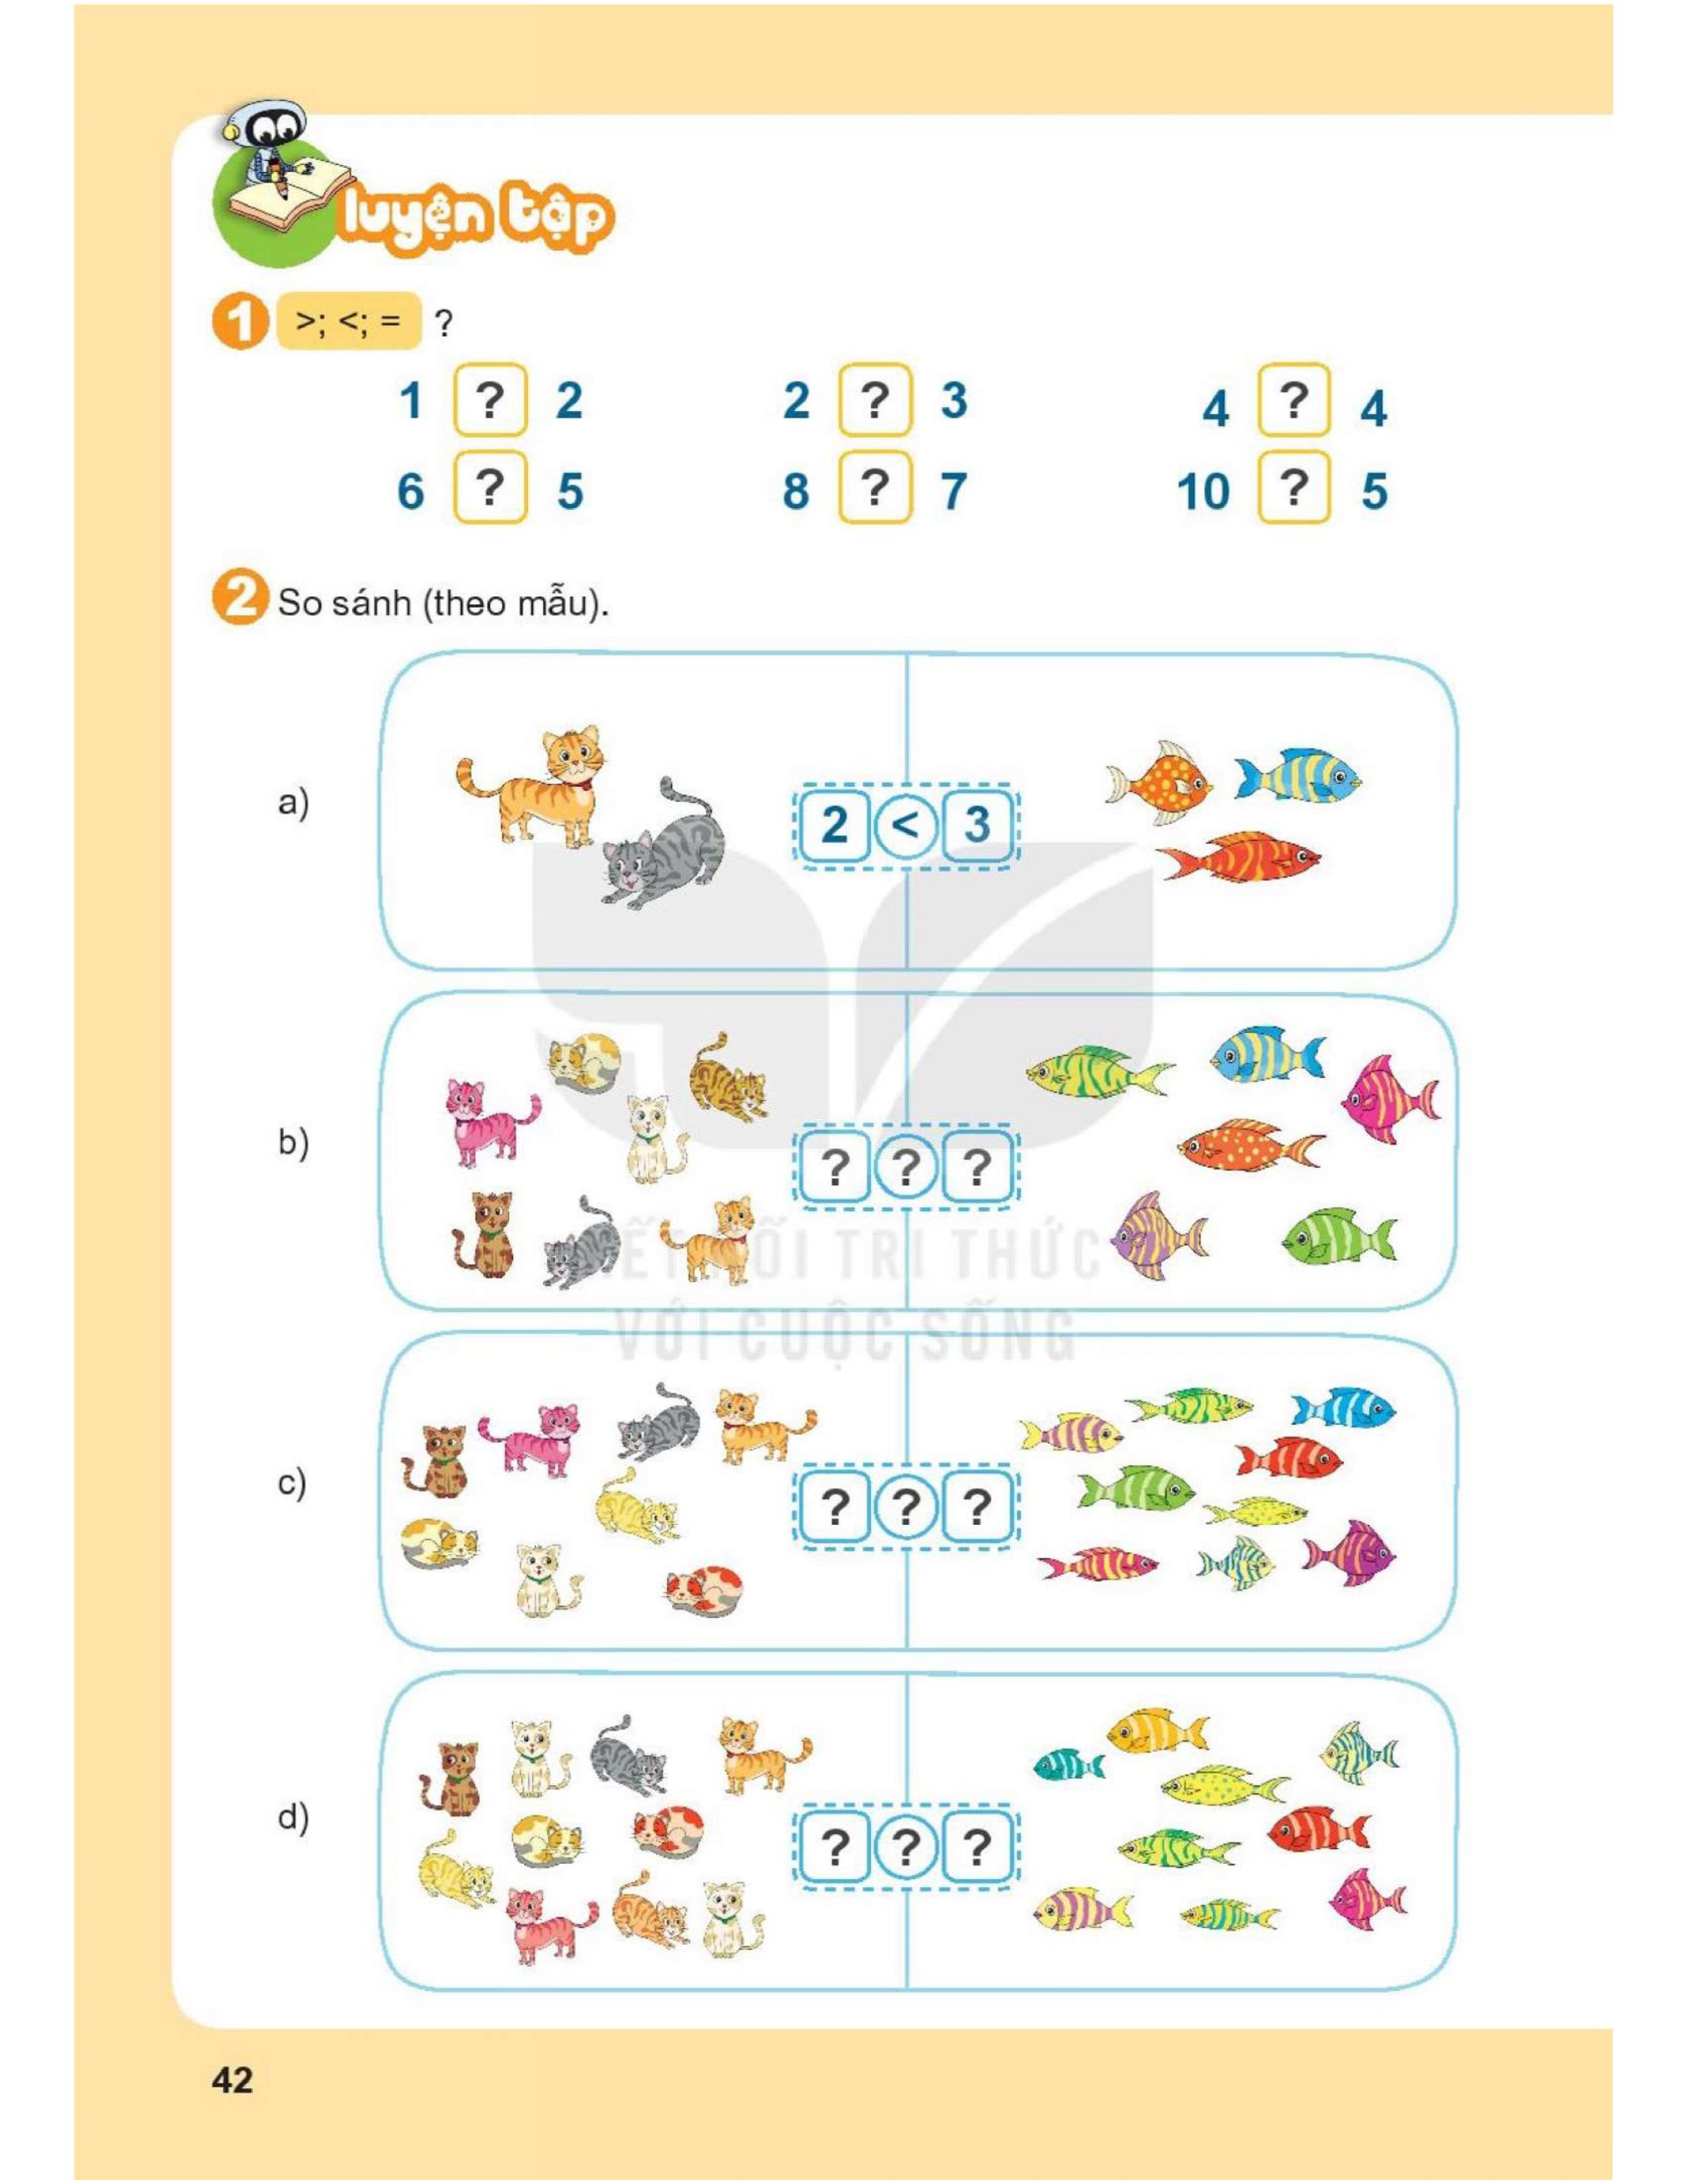 luyện tập
1 >; <; = ?
1 ? 2 2 ? 3 4 ? 4
6 ? 5 8 ? 7 10 ? 5
2 So sánh (theo mẫu).
a) 2 < 3
b) ? ? ?
KẾT NỐI TRI THỨC
VỚI CUỘC SỐNG
c) ? ? ?
d) ? ? ?
42